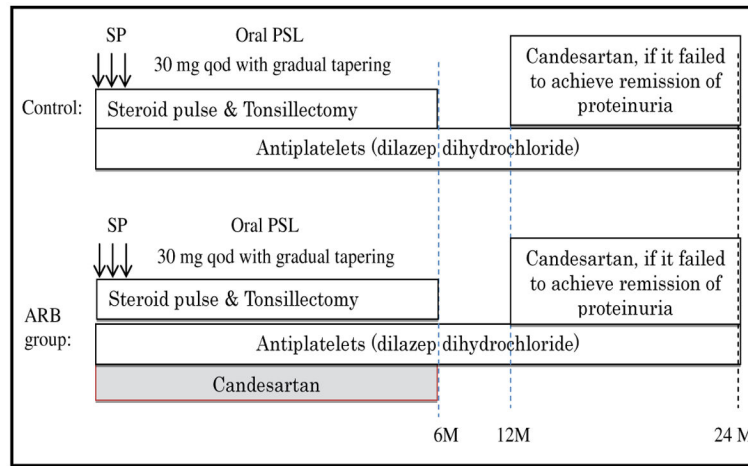 SP
Oral PSL
30 mg qod with gradual tapering
Control:
Steroid pulse & Tonsillectomy
Candesartan, if it failed
to achieve remission of
proteinuria
Antiplatelets (dilazep dihydrochloride)
SP
Oral PSL
30 mg qod with gradual tapering
ARB
group:
Steroid pulse & Tonsillectomy
Candesartan, if it failed
to achieve remission of
proteinuria
Antiplatelets (dilazep dihydrochloride)
Candesartan
6M
12M
24 M